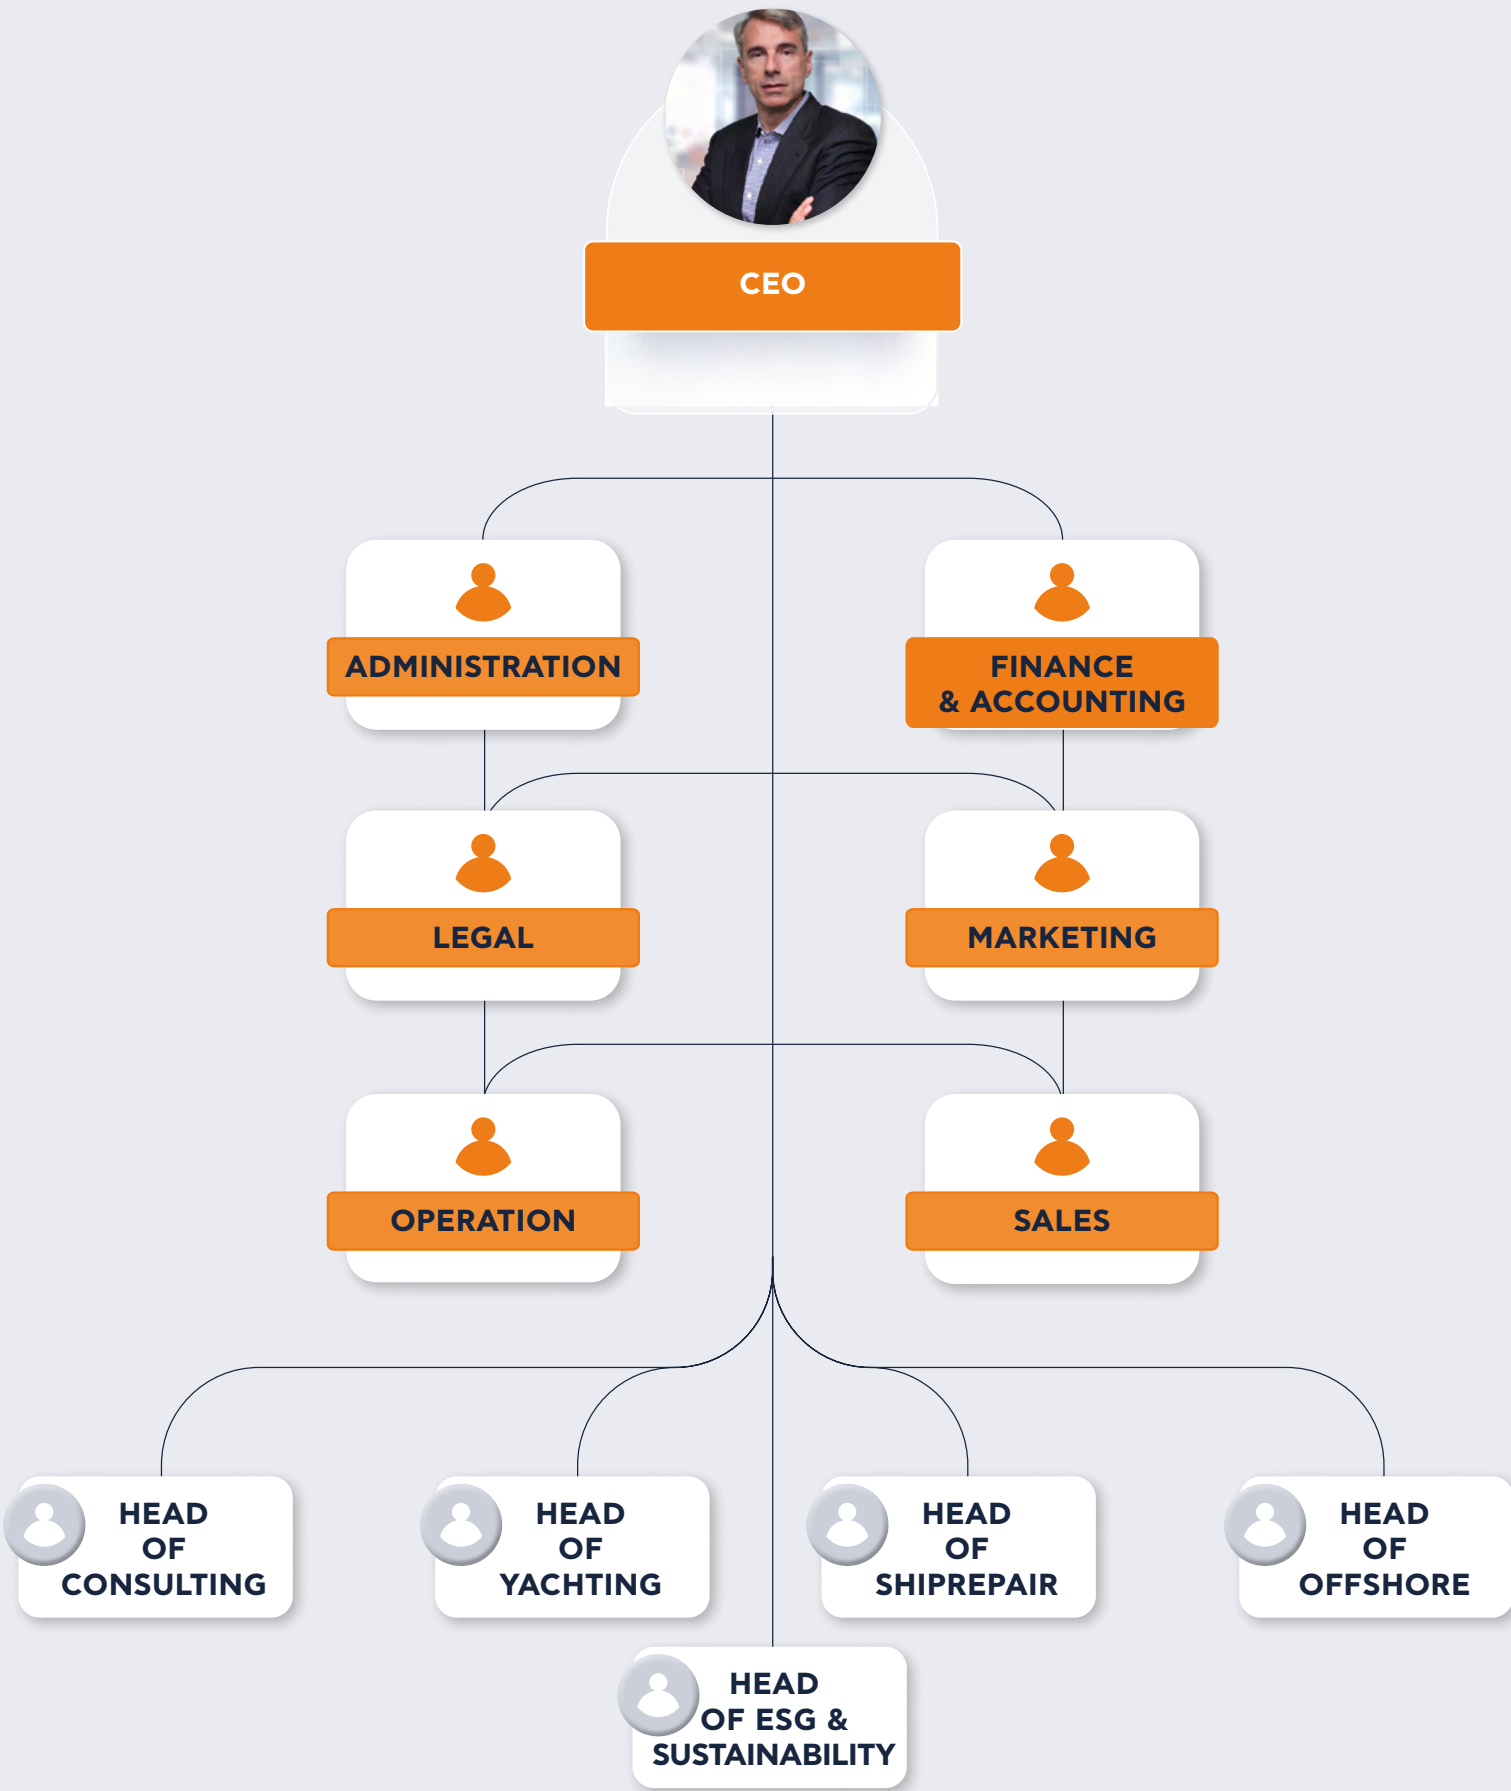 CEO
ADMINISTRATION
FINANCE
& ACCOUNTING
LEGAL
MARKETING
OPERATION
SALES
HEAD
OF
CONSULTING
HEAD
OF
YACHTING
HEAD
OF
SHIPREPAIR
HEAD
OF
OFFSHORE
HEAD
OF ESG &
SUSTAINABILITY